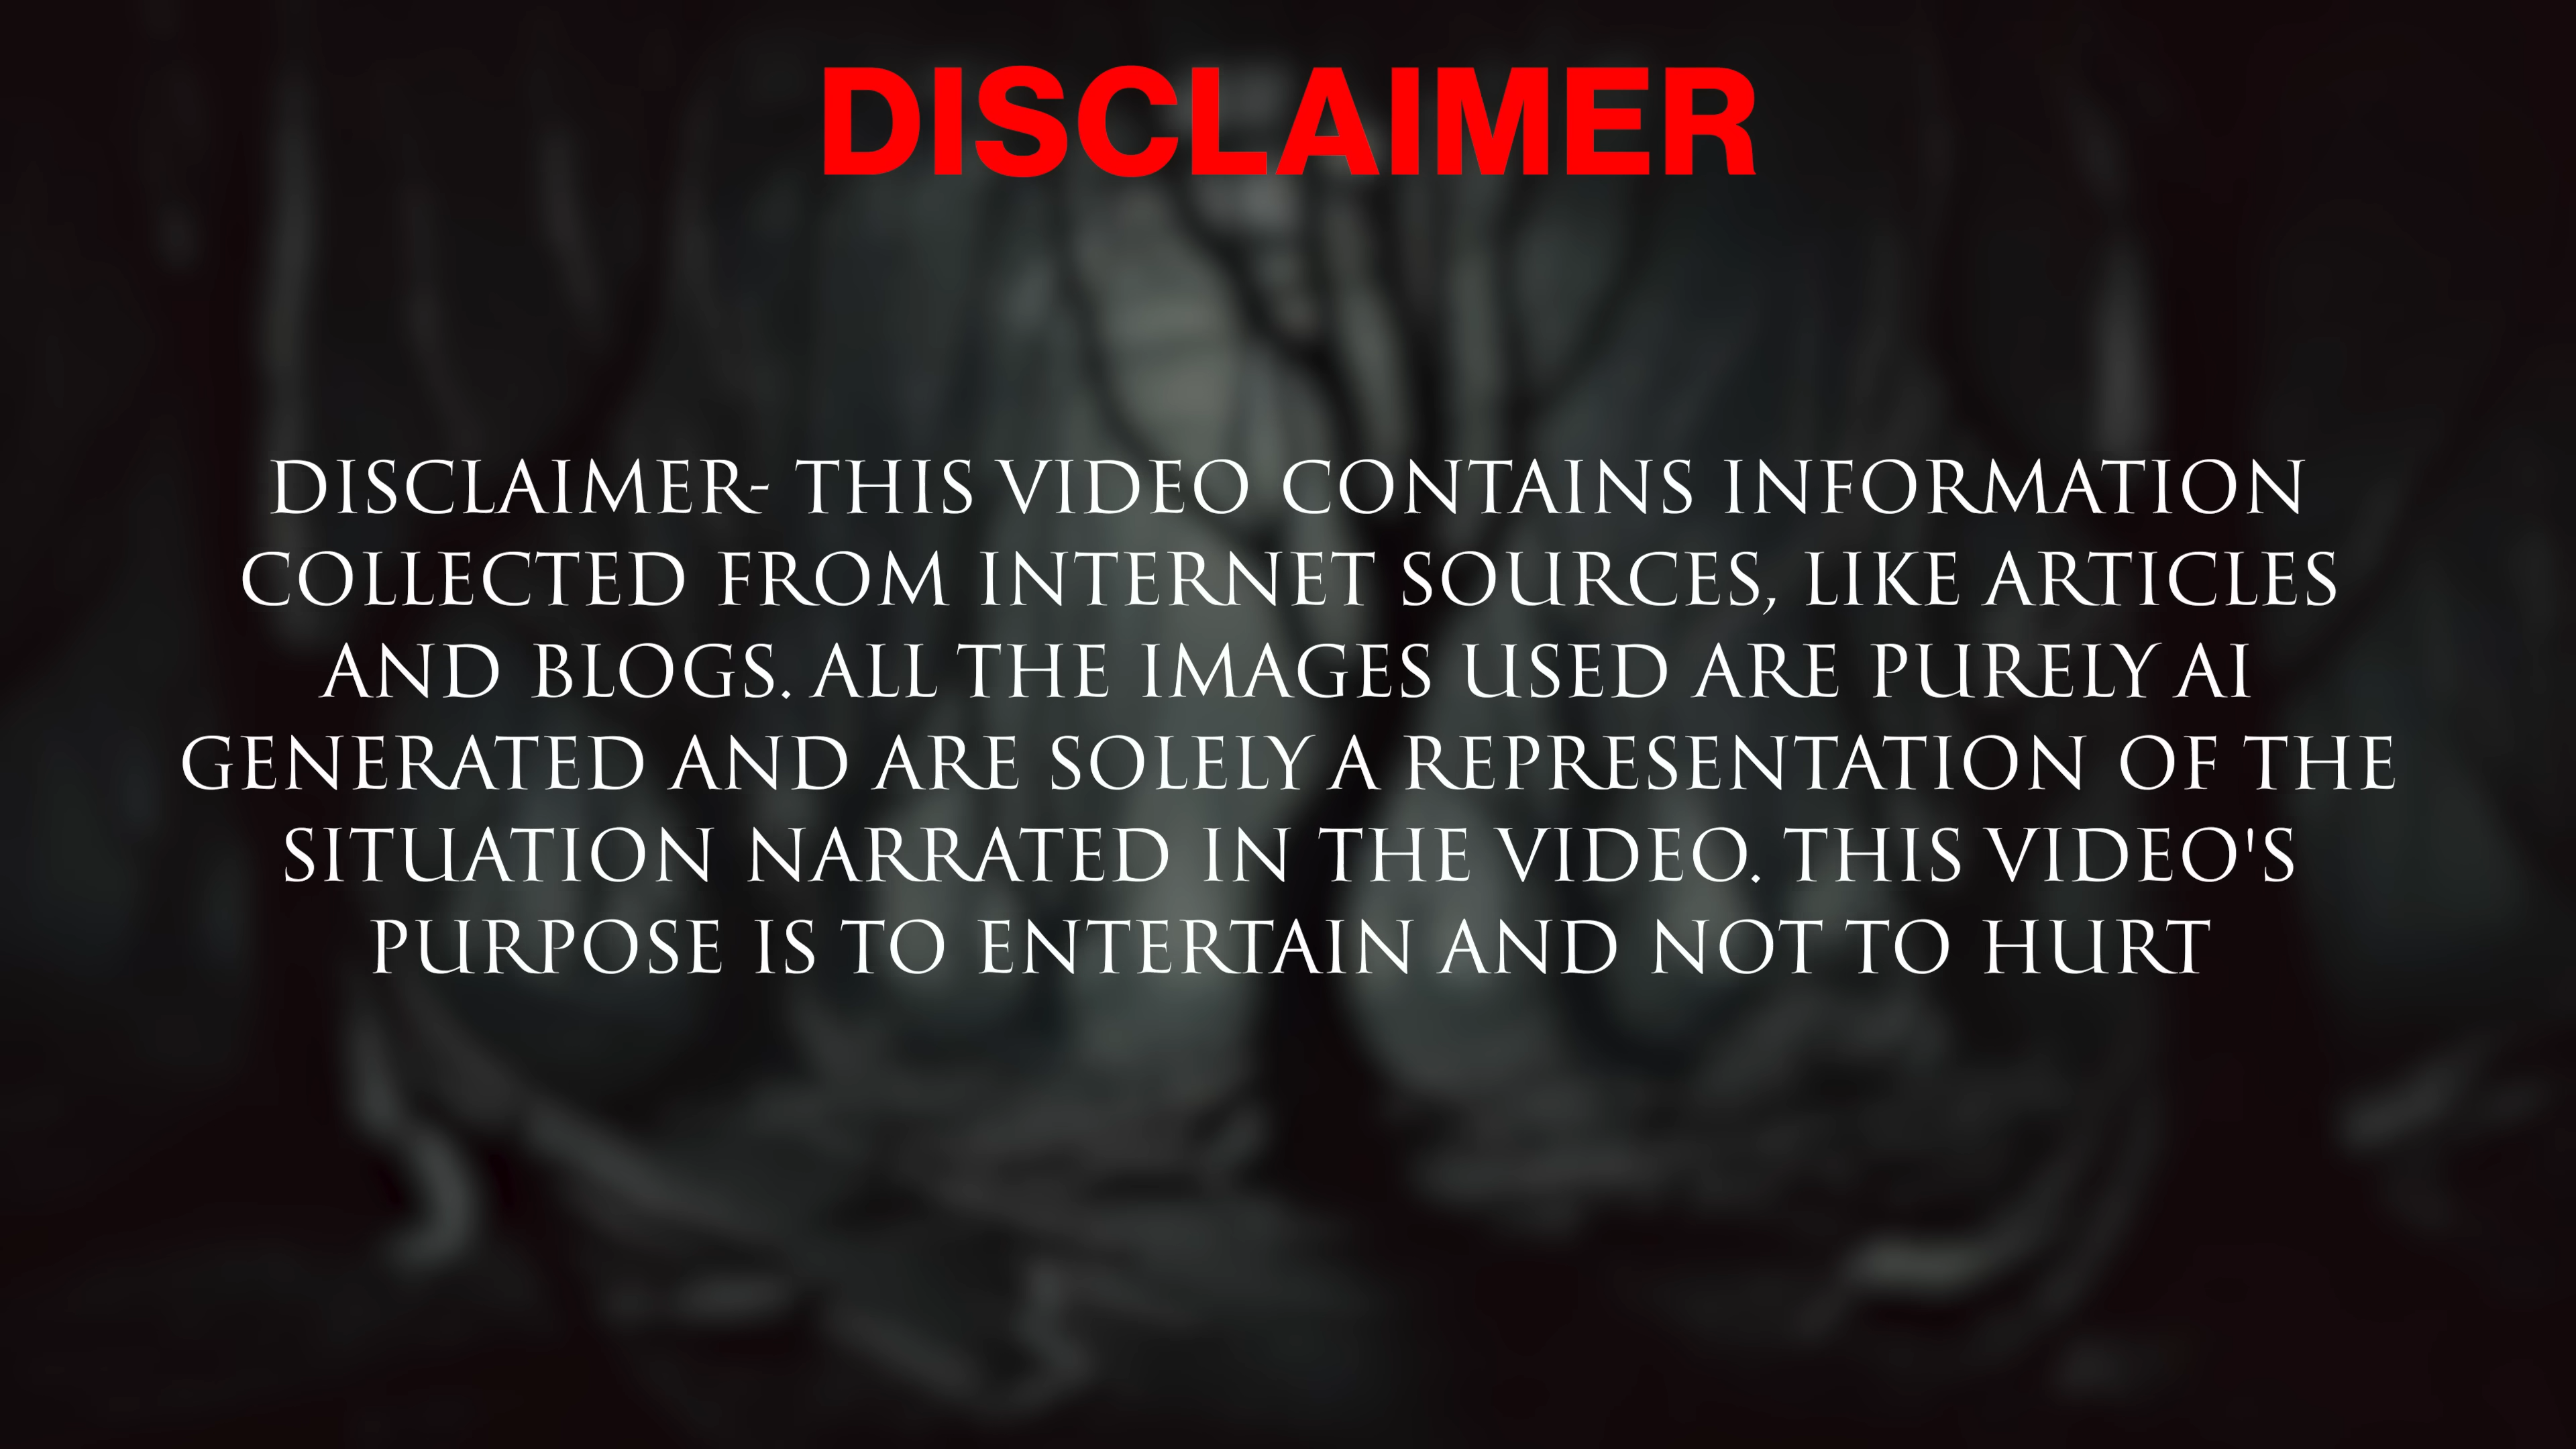 DISCLAIMER
DISCLAIMER- THIS VIDEO CONTAINS INFORMATION
COLLECTED FROM INTERNET SOURCES, LIKE ARTICLES
AND BLOGS. ALL THE IMAGES USED ARE PURELY AI
GENERATED AND ARE SOLELY A REPRESENTATION OF THE
SITUATION NARRATED IN THE VIDEO. THIS VIDEO'S
PURPOSE IS TO ENTERTAIN AND NOT TO HURT